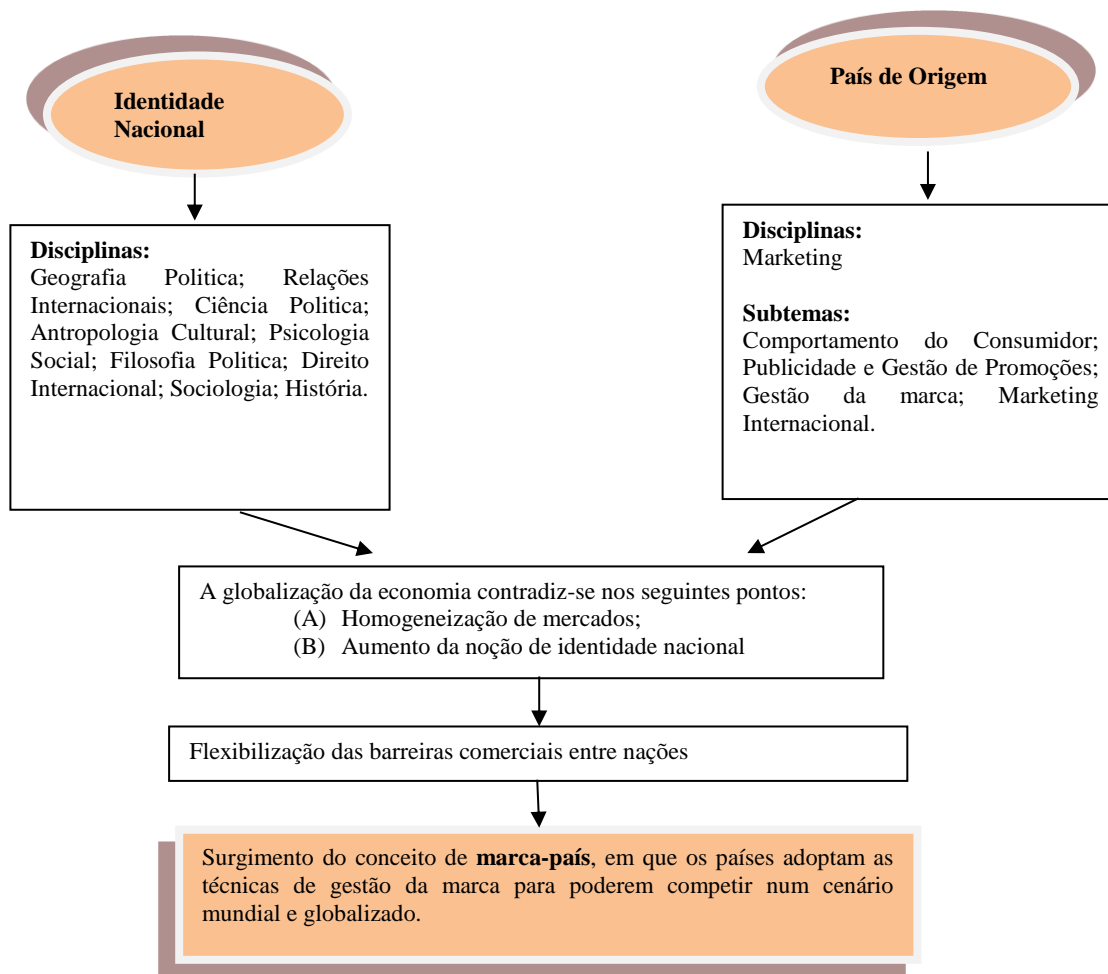 Identidade
Nacional
País de Origem
Disciplinas:
Geografia Politica; Relações
Internacionais; Ciência Politica;
Antropologia Cultural; Psicologia
Social; Filosofia Politica; Direito
Internacional; Sociologia; História.
Disciplinas:
Marketing
Subtemas:
Comportamento do Consumidor;
Publicidade e Gestão de Promoções;
Gestão da marca; Marketing
Internacional.
A globalização da economia contradiz-se nos seguintes pontos:
(A) Homogeneização de mercados;
(B) Aumento da noção de identidade nacional
Flexibilização das barreiras comerciais entre nações
Surgimento do conceito de marca-país, em que os países adoptam as
técnicas de gestão da marca para poderem competir num cenário
mundial e globalizado.